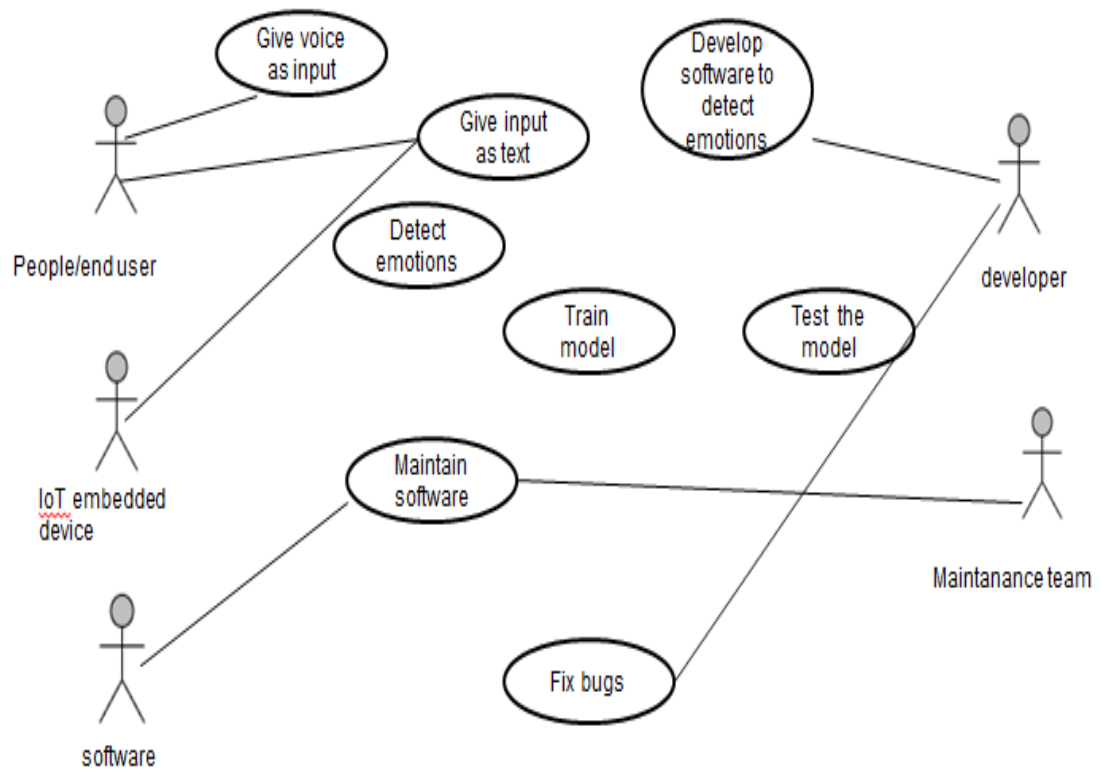 Give voice
as input
Develop
software to
detect
emotions
Give input
as text
Detect
emotions
People/end user
developer
Train
model
Test the
model
Maintain
software
IoT embedded
device
Maintanance team
Fix bugs
software